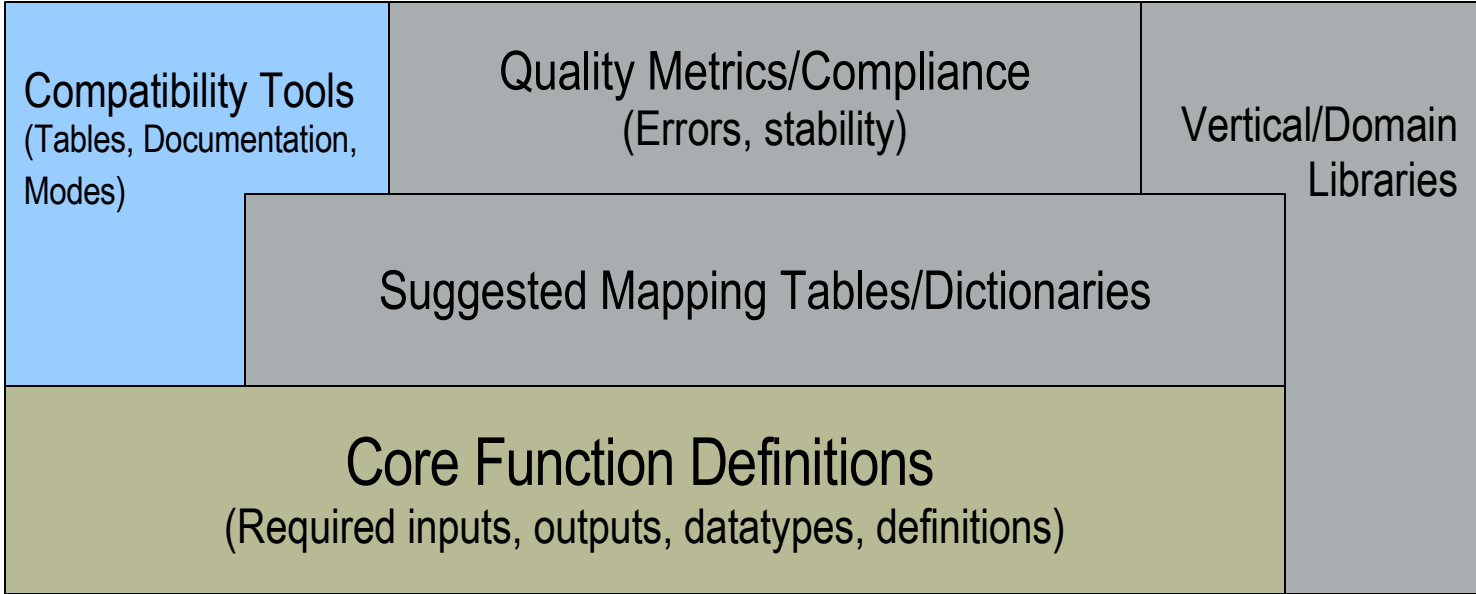 Compatibility Tools
(Tables, Documentation,
Modes)
Quality Metrics/Compliance
(Errors, stability)
Vertical/Domain
Libraries
Suggested Mapping Tables/Dictionaries
Core Function Definitions
(Required inputs, outputs, datatypes, definitions)